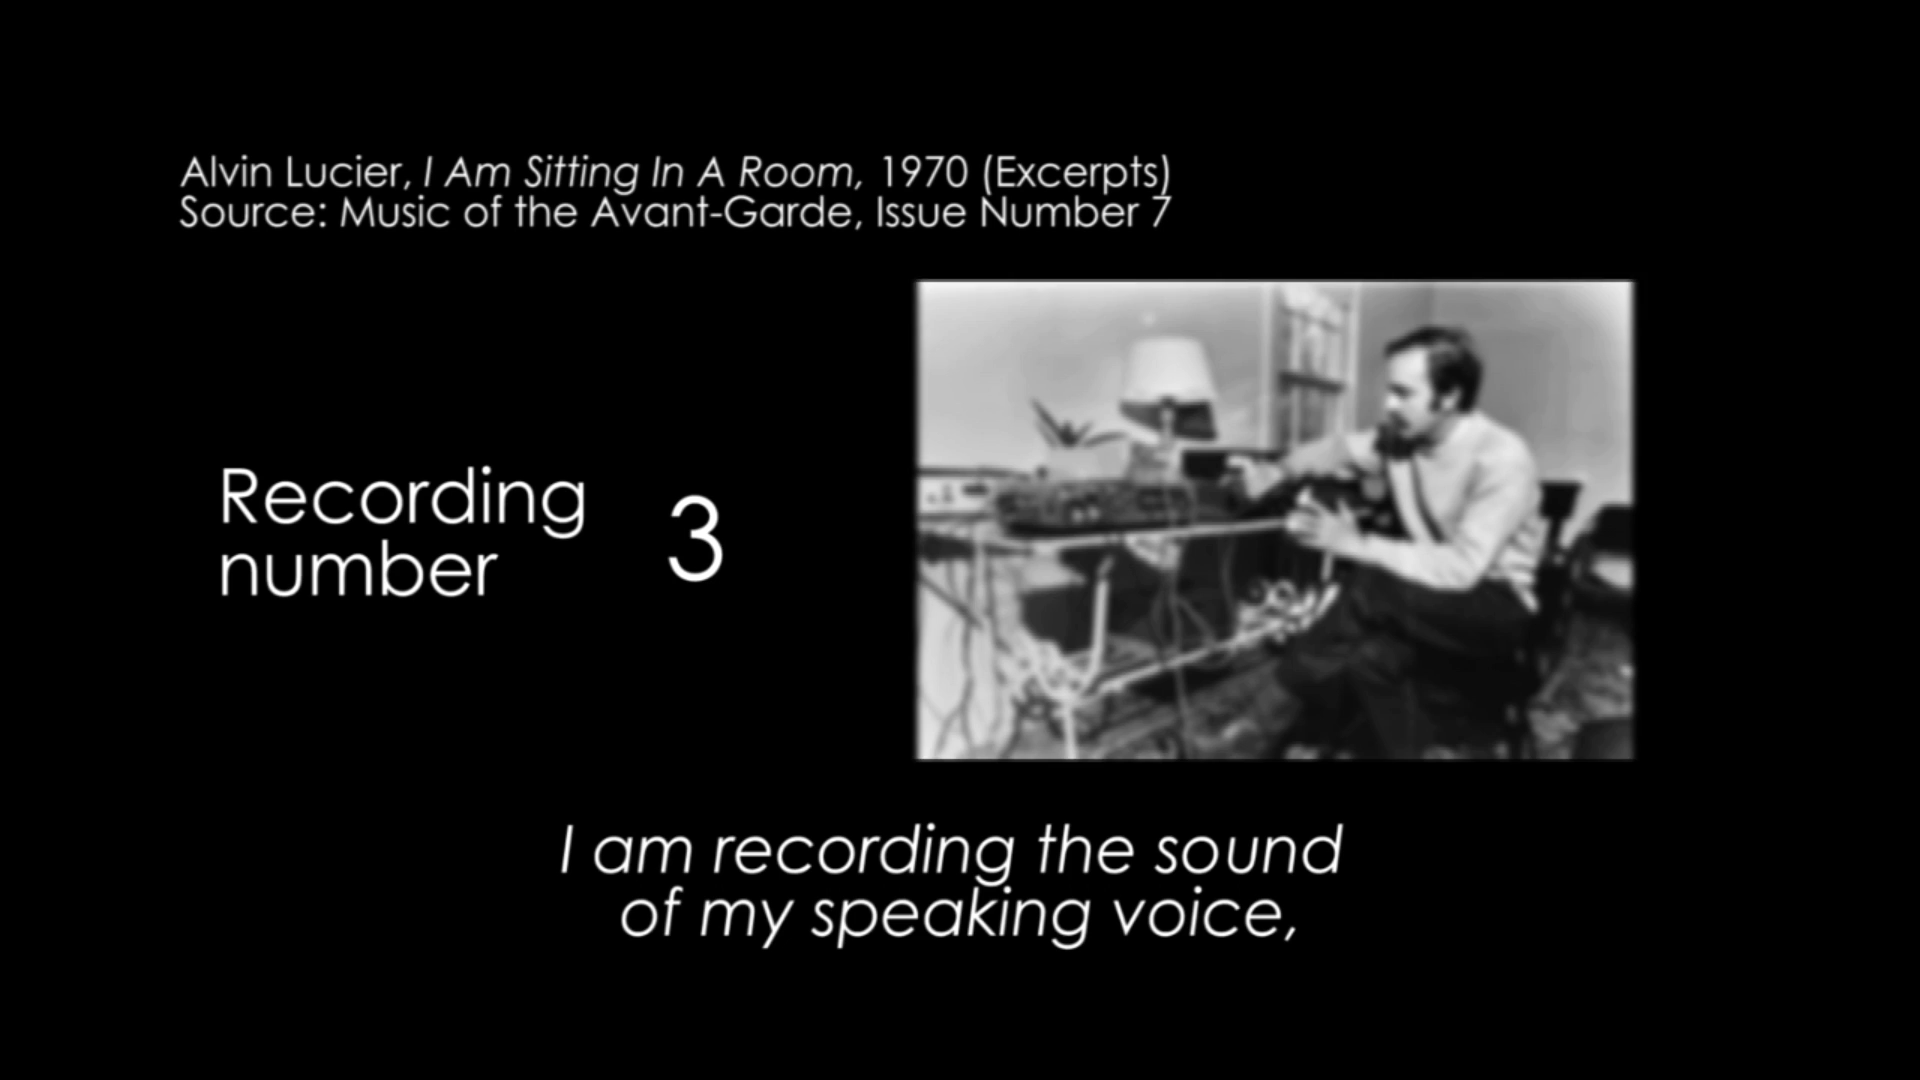 Alvin Lucier, I Am Sitting In A Room, 1970 (Excerpts)
Source: Music of the Avant-Garde, Issue Number 7
Recording
number
3
I am recording the sound
of my speaking voice,